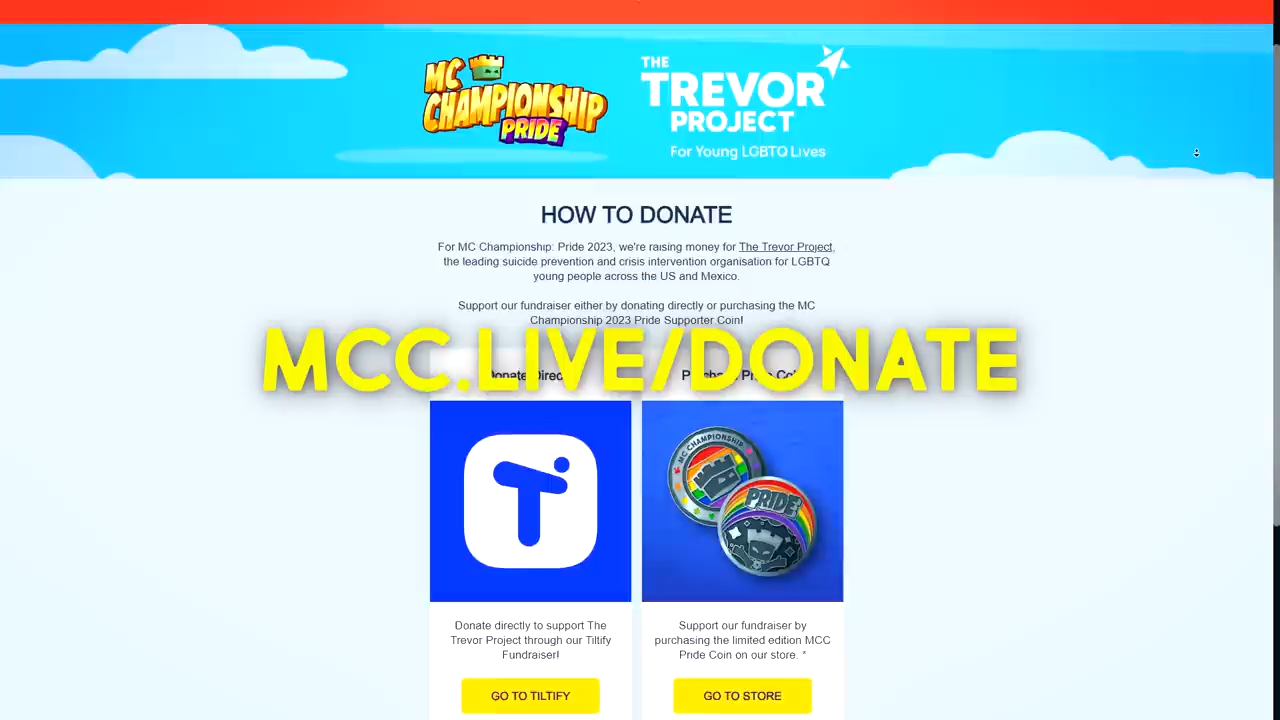 MC
CHAMPIONSHIP
PRIDE
THE
TREVOR
PROJECT
For Young LGBTQ Lives
HOW TO DONATE
For MC Championship: Pride 2023, we're raising money for The Trevor Project,
the leading suicide prevention and crisis intervention organisation for LGBTQ
young people across the US and Mexico.
Support our fundraiser either by donating directly or purchasing the MC
Championship 2023 Pride Supporter Coin!
MCC.LIVE/DONATE
MC CHAMPIONSHIP
PRIDE
Donate directly to support The
Trevor Project through our Tiltify
Fundraiser!
Support our fundraiser by
purchasing the limited edition MCC
Pride Coin on our store. *
GO TO TILTIFY
GO TO STORE